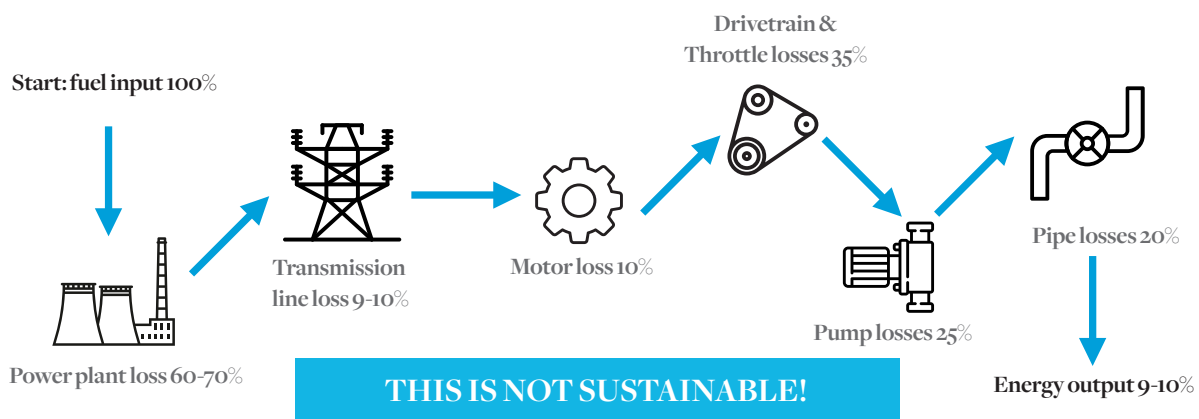 Start: fuel input 100%
Power plant loss 60-70%
Transmission
line loss 9-10%
Motor loss 10%
Drivetrain &
Throttle losses 35%
Pump losses 25%
Pipe losses 20%
Energy output 9-10%
THIS IS NOT SUSTAINABLE!